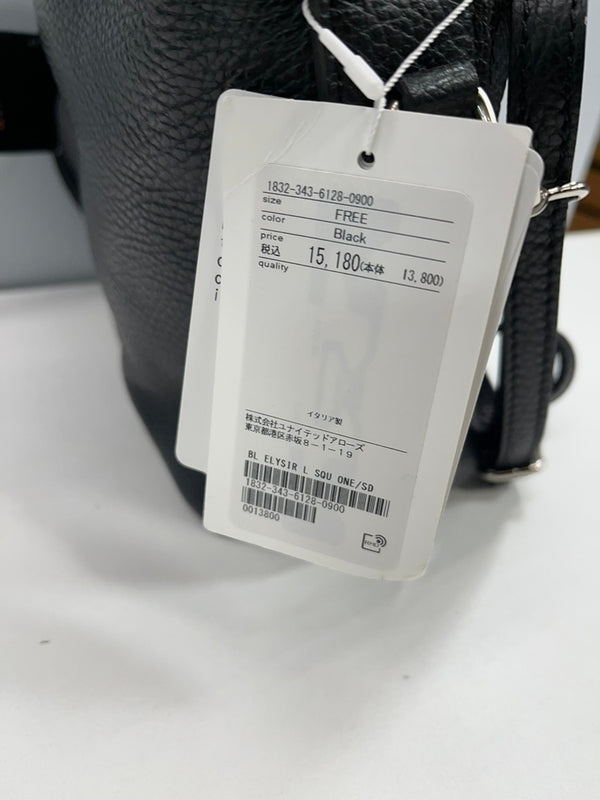 1832-343-6128-0900
size FREE
color Black
price
税込 15,180(本体 13,800)
quality
イタリア製
株式会社ユナイテッドアローズ
東京都港区赤坂8-1-19
BL ELYSIR L SQU ONE/SD
1832-343-6128-0900
0013800
RFID